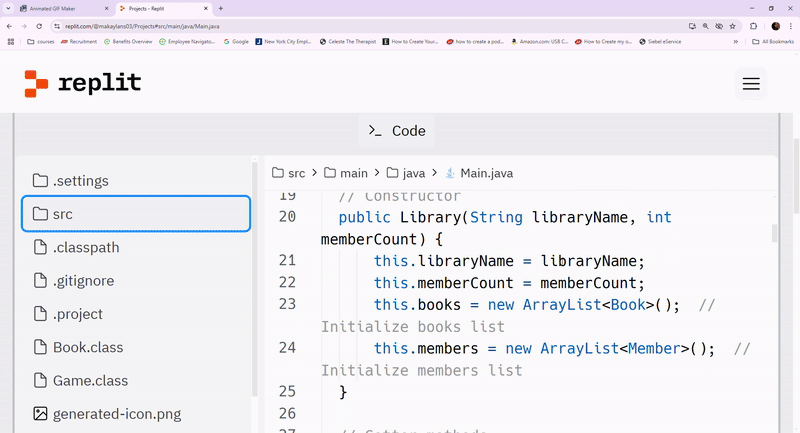 Animated GIF Maker
Projects - Replit
replit.com/@makaylans03/Projects#src/main/java/Main.java
courses
Recruitment
Benefits Overview
Employee Navigato...
Google
New York City Empl...
Celeste The Therapist
How to Create Your...
how to create a pod...
Amazon.com: USB C...
How to Create my o...
Siebel eService
All Bookmarks
replit
>_ Code
.settings
src
.classpath
.gitignore
.project
Book.class
Game.class
generated-icon.png
src > main > java > Main.java
19 // Constructor
20 public Library(String libraryName, int
memberCount) {
21 this.libraryName = libraryName;
22 this.memberCount = memberCount;
23 this.books = new ArrayList<Book>(); //
Initialize books list
24 this.members = new ArrayList<Member>(); //
Initialize members list
25 }
26
27 // Getter methods